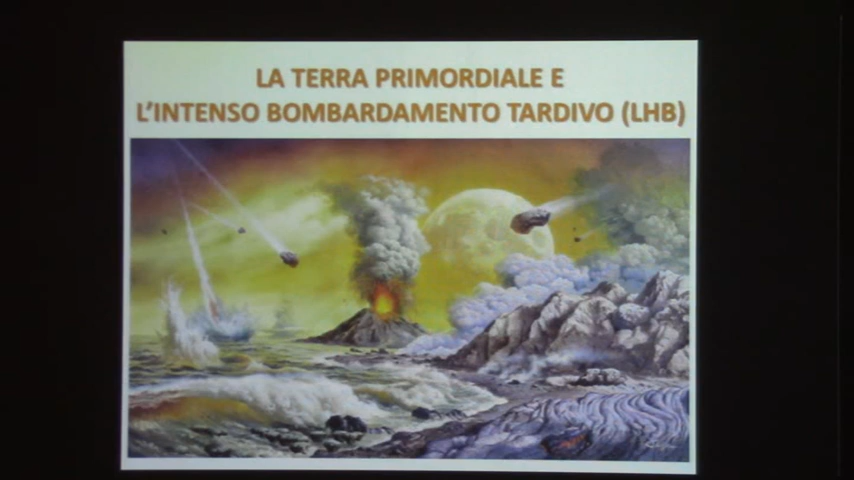 LA TERRA PRIMORDIALE E
L'INTENSO BOMBARDAMENTO TARDIVO (LHB)